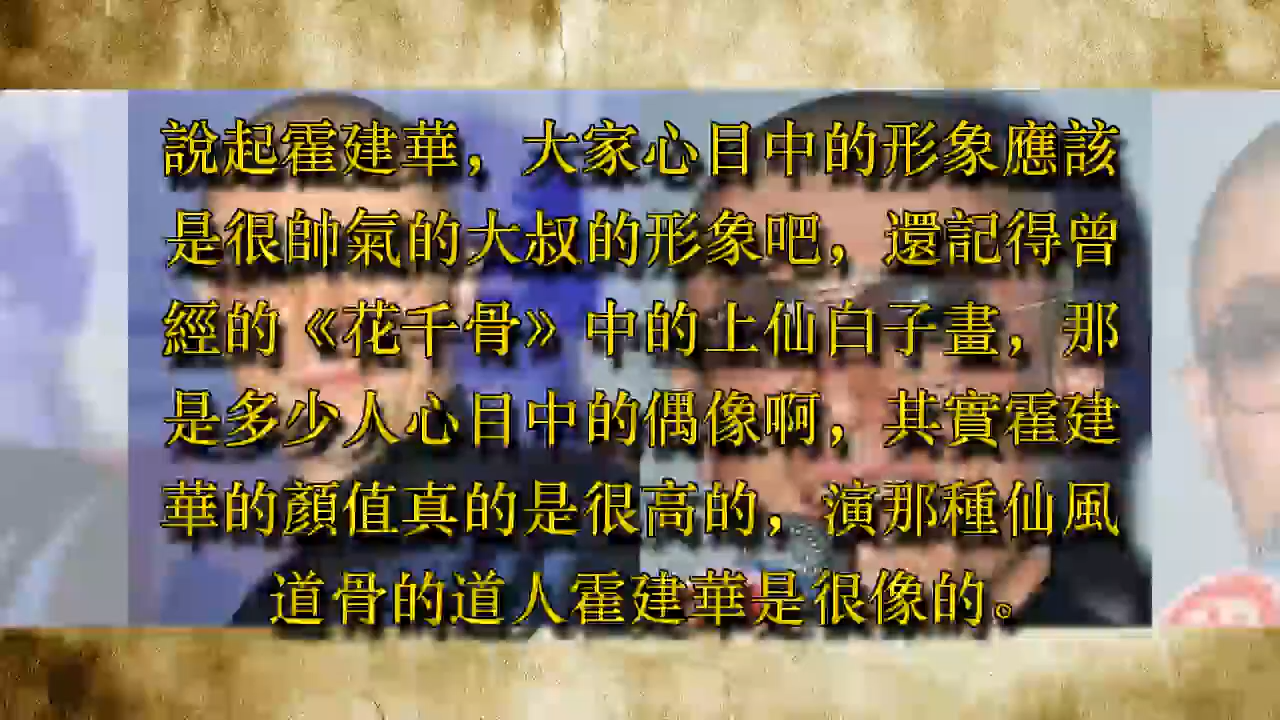 說起霍建華，大家心目中的形象應該
是很帥氣的大叔的形象吧，還記得曾
經的《花千骨》中的上仙白子畫，那
是多少人心目中的偶像啊，其實霍建
華的顏值真的是很高的，演那種仙風
道骨的道人霍建華是很像的。